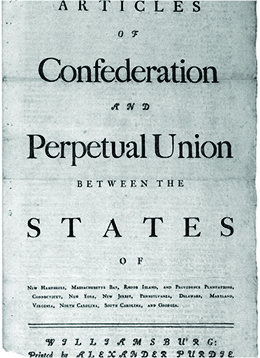 ARTICLES
OF
Confederation
AND
Perpetual Union
BETWEEN THE
STATES
OF
NEW HAMPSHIRE, MASSACHUSETTS BAY, RHODE ISLAND, AND PROVIDENCE PLANTATIONS,
CONNECTICUT, NEW YORK, NEW JERSEY, PENNSYLVANIA, DELAWARE, MARYLAND,
VIRGINIA, NORTH CAROLINA, SOUTH CAROLINA, AND GEORGIA.
WILLIAMSBURG:
Printed by ALEXANDER PURDIE.